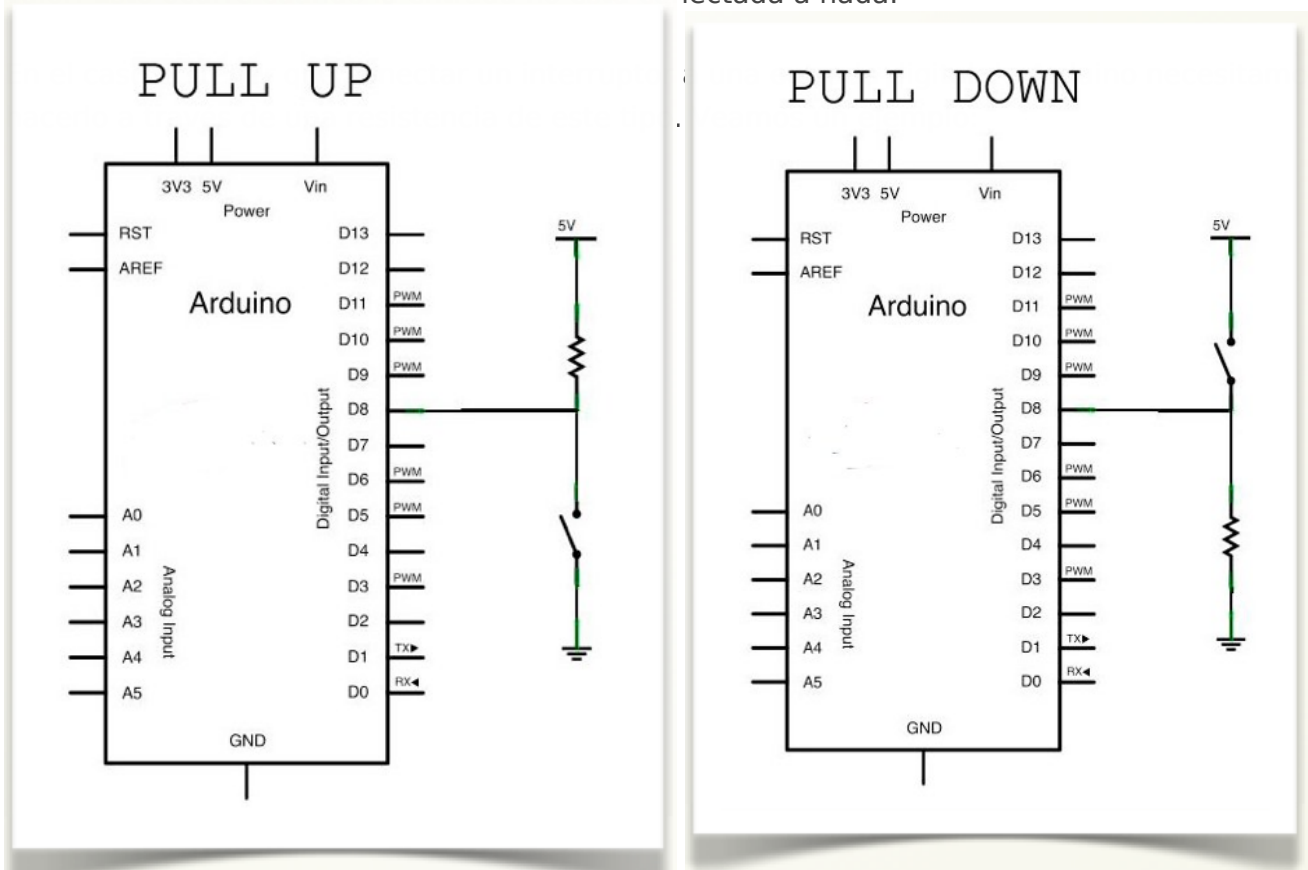 lectada a nada.
PULL UP
3V3 5V Vin
Power
RST D13
AREF D12
Arduino
D11 PWM
D10 PWM
D9 PWM
D8
D7
D6 PWM
A0 D5 PWM
A1 D4
A2 D3 PWM
A3 D2
A4 D1 TX▶
A5 D0 RX◀
Digital Input/Output
Analog Input
GND
5V
PULL DOWN
3V3 5V Vin
Power
RST D13
AREF D12
Arduino
D11 PWM
D10 PWM
D9 PWM
D8
D7
D6 PWM
A0 D5 PWM
A1 D4
A2 D3 PWM
A3 D2
A4 D1 TX▶
A5 D0 RX◀
Digital Input/Output
Analog Input
GND
5V